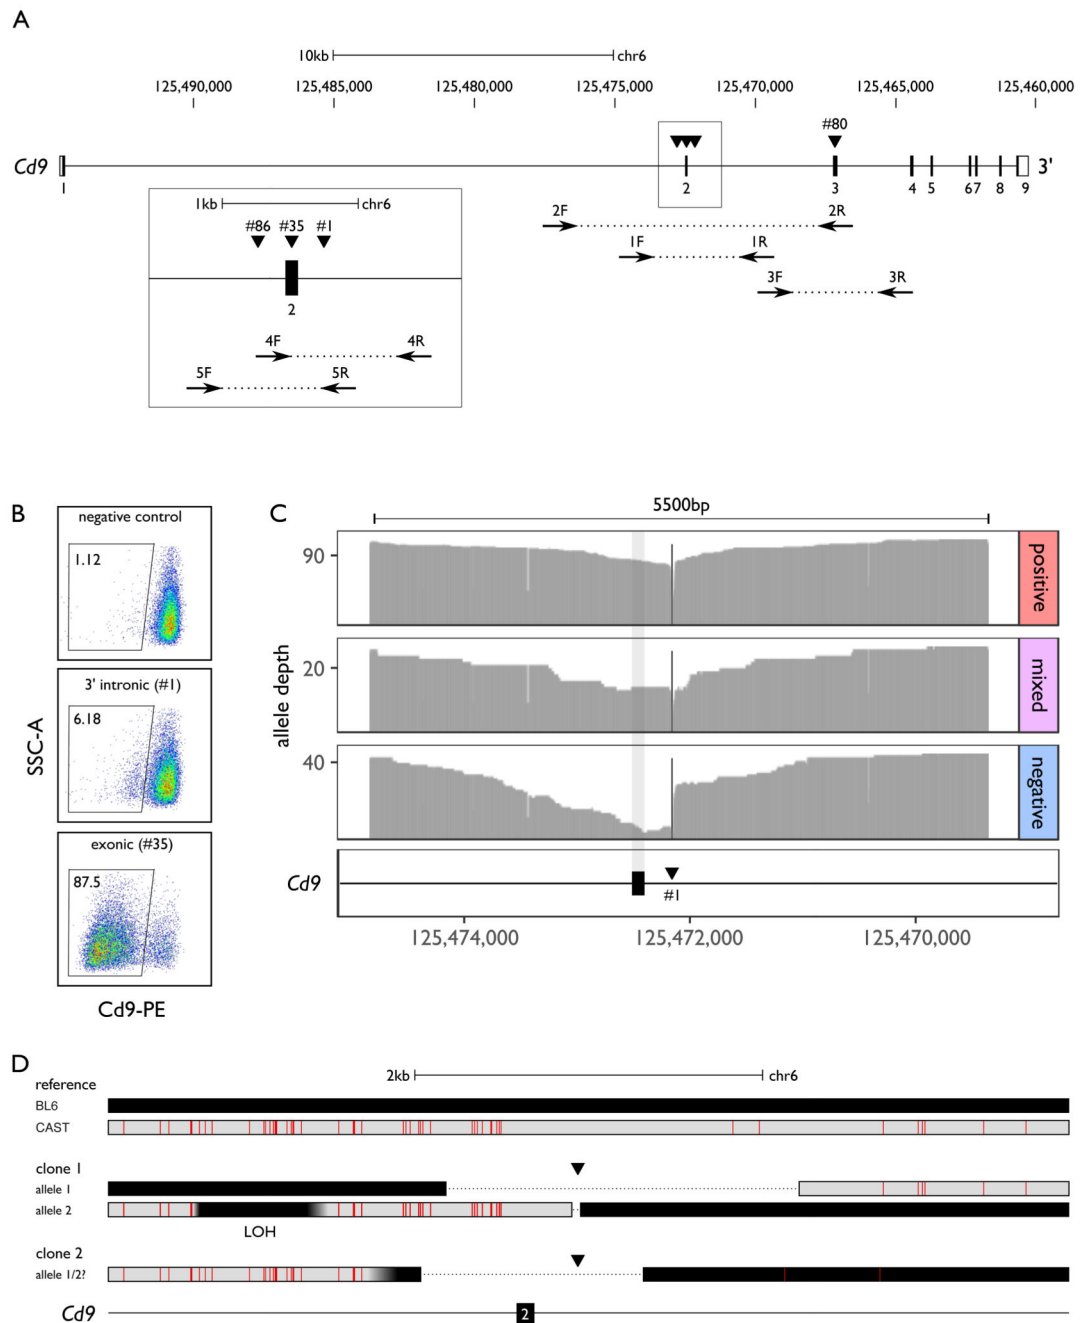 A
10kb chr6
125,490,000 125,485,000 125,480,000 125,475,000 125,470,000 125,465,000 125,460,000
#80
Cd9 3'
1 2 3 4 5 6 7 8 9
1kb chr6
#86 #35 #1
2
4F 4R
5F 5R
2F 2R
1F 1R
3F 3R
B
negative control
1.12
3' intronic (#1)
6.18
exonic (#35)
87.5
SSC-A
Cd9-PE
C
5500bp
90 positive
20 mixed
40 negative
allele depth
Cd9
#1
125,474,000 125,472,000 125,470,000
D
2kb chr6
reference
BL6
CAST
clone 1
allele 1
allele 2
LOH
clone 2
allele 1/2?
Cd9 2